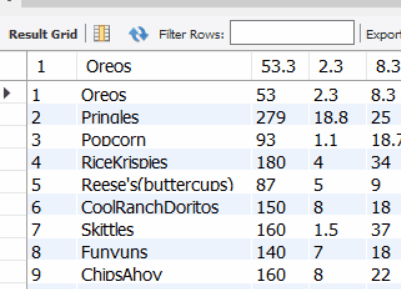 Result Grid Filter Rows: Export
1 Oreos 53.3 2.3 8.3
1 Oreos 53 2.3 8.3
2 Pringles 279 18.8 25
3 Popcorn 93 1.1 18.7
4 RiceKrispies 180 4 34
5 Reese's(buttercups) 87 5 9
6 CoolRanchDoritos 150 8 18
7 Skittles 160 1.5 37
8 Funyuns 140 7 18
9 ChipsAhoy 160 8 22